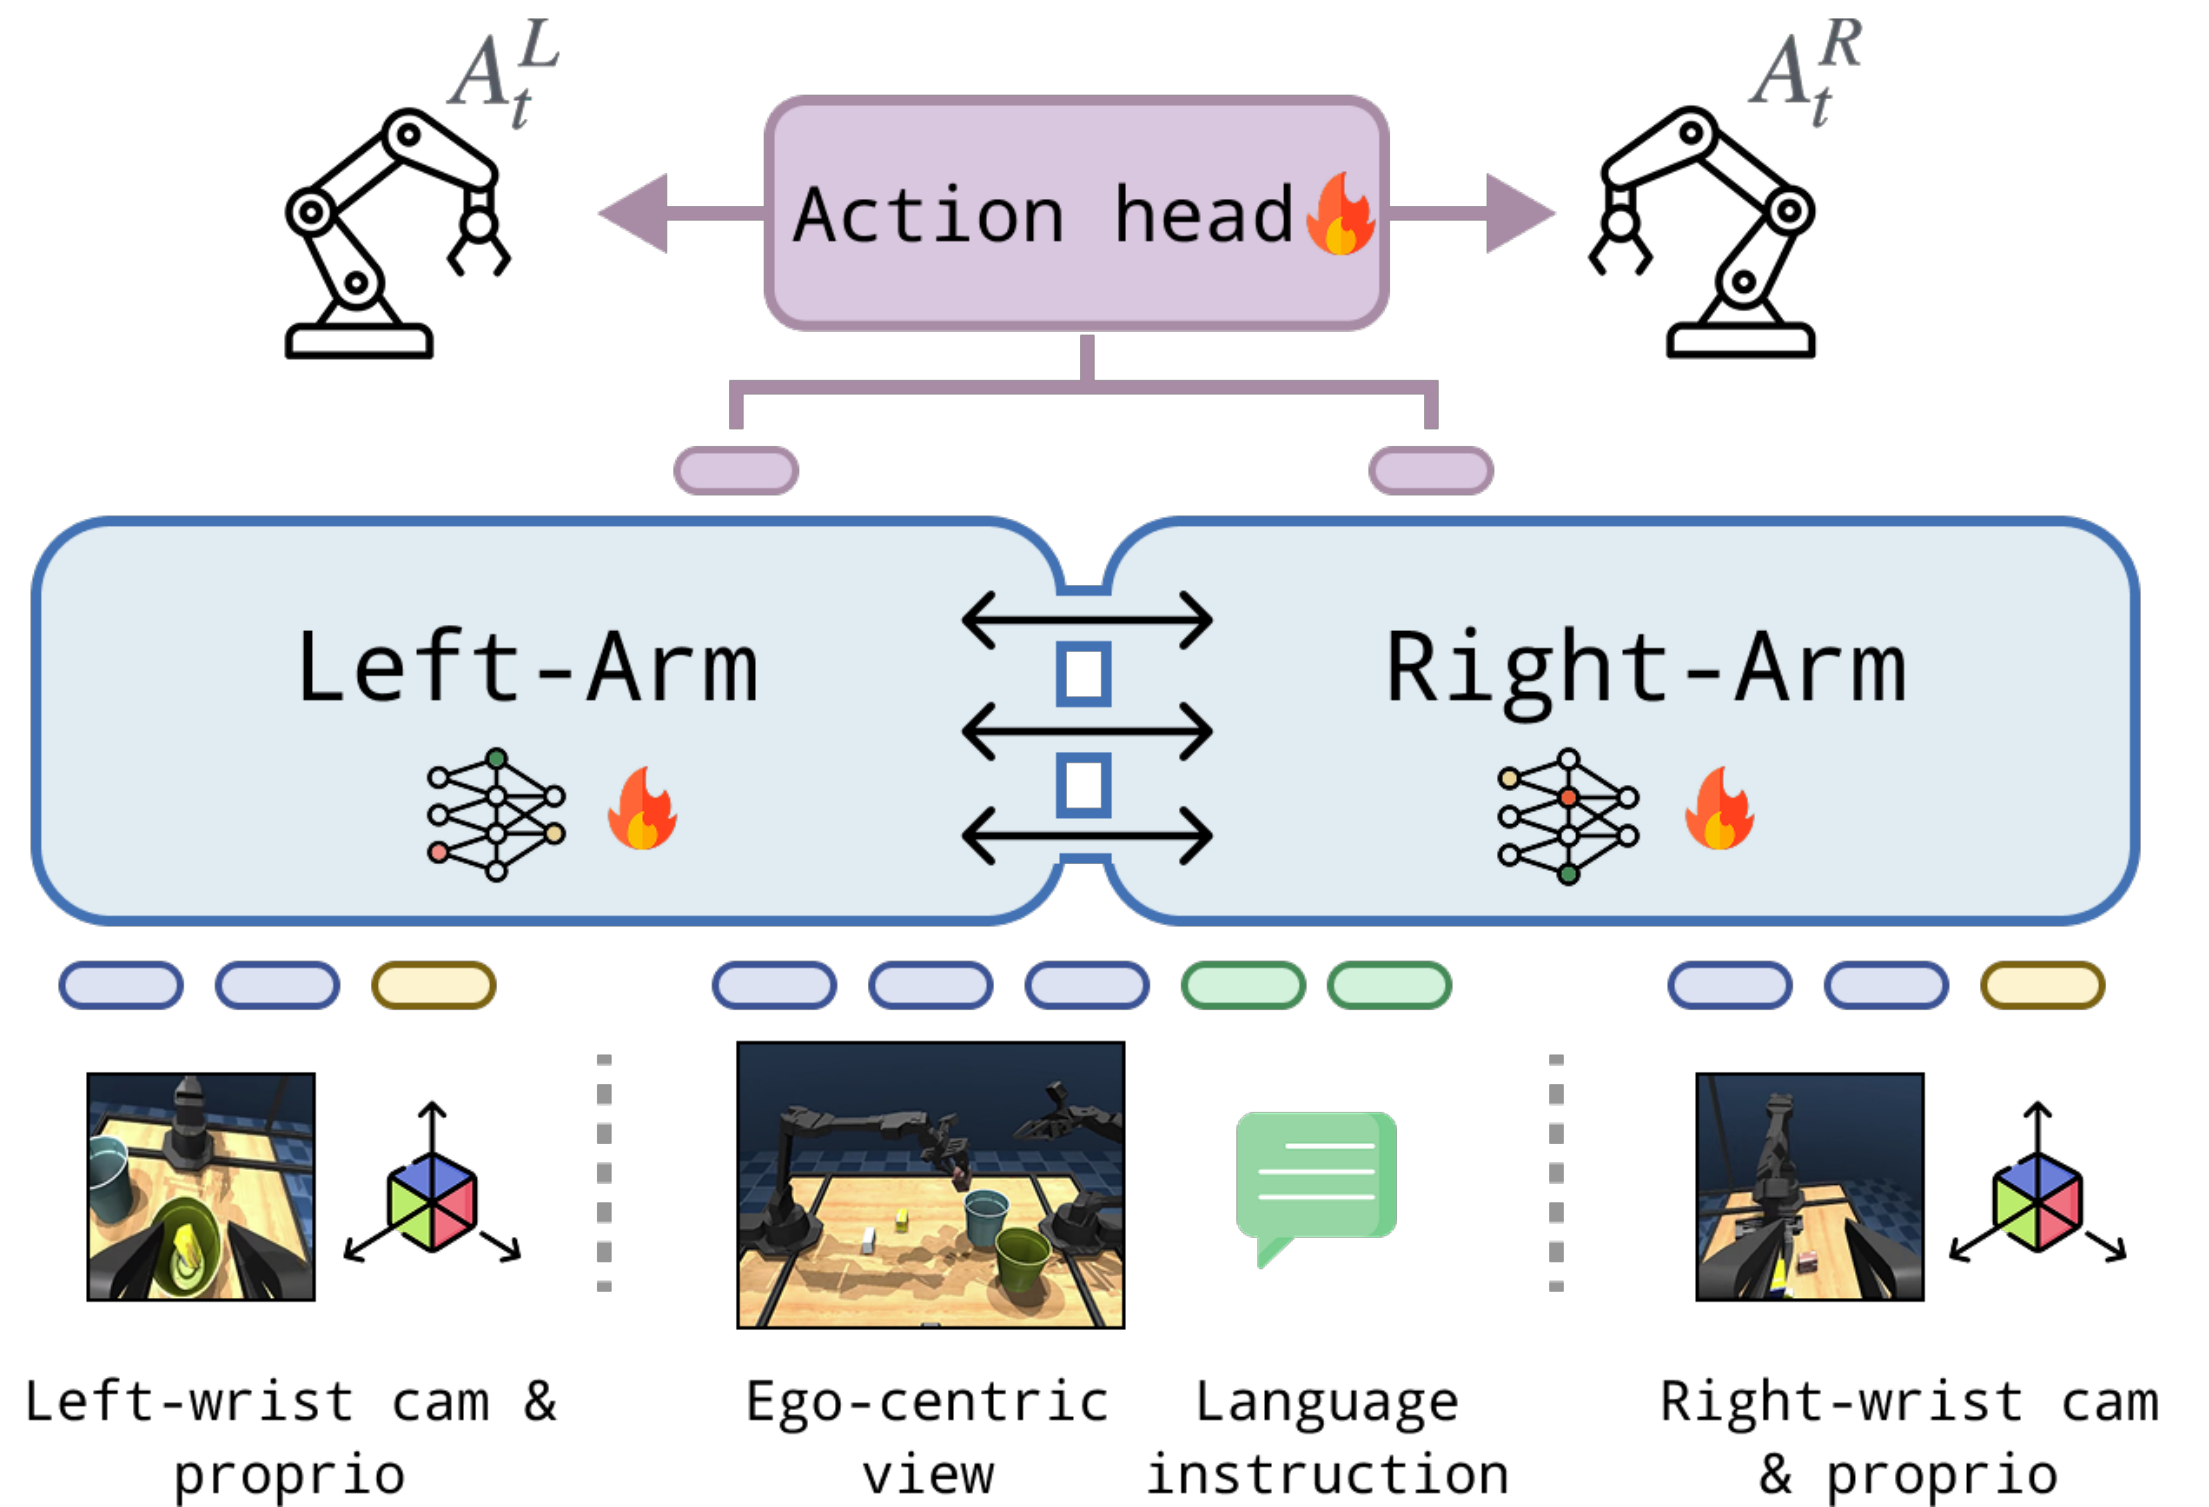 A_t^L
A_t^R
Action head
Left-Arm
Right-Arm
Left-wrist cam &
proprio
Ego-centric
view
Language
instruction
Right-wrist cam
& proprio